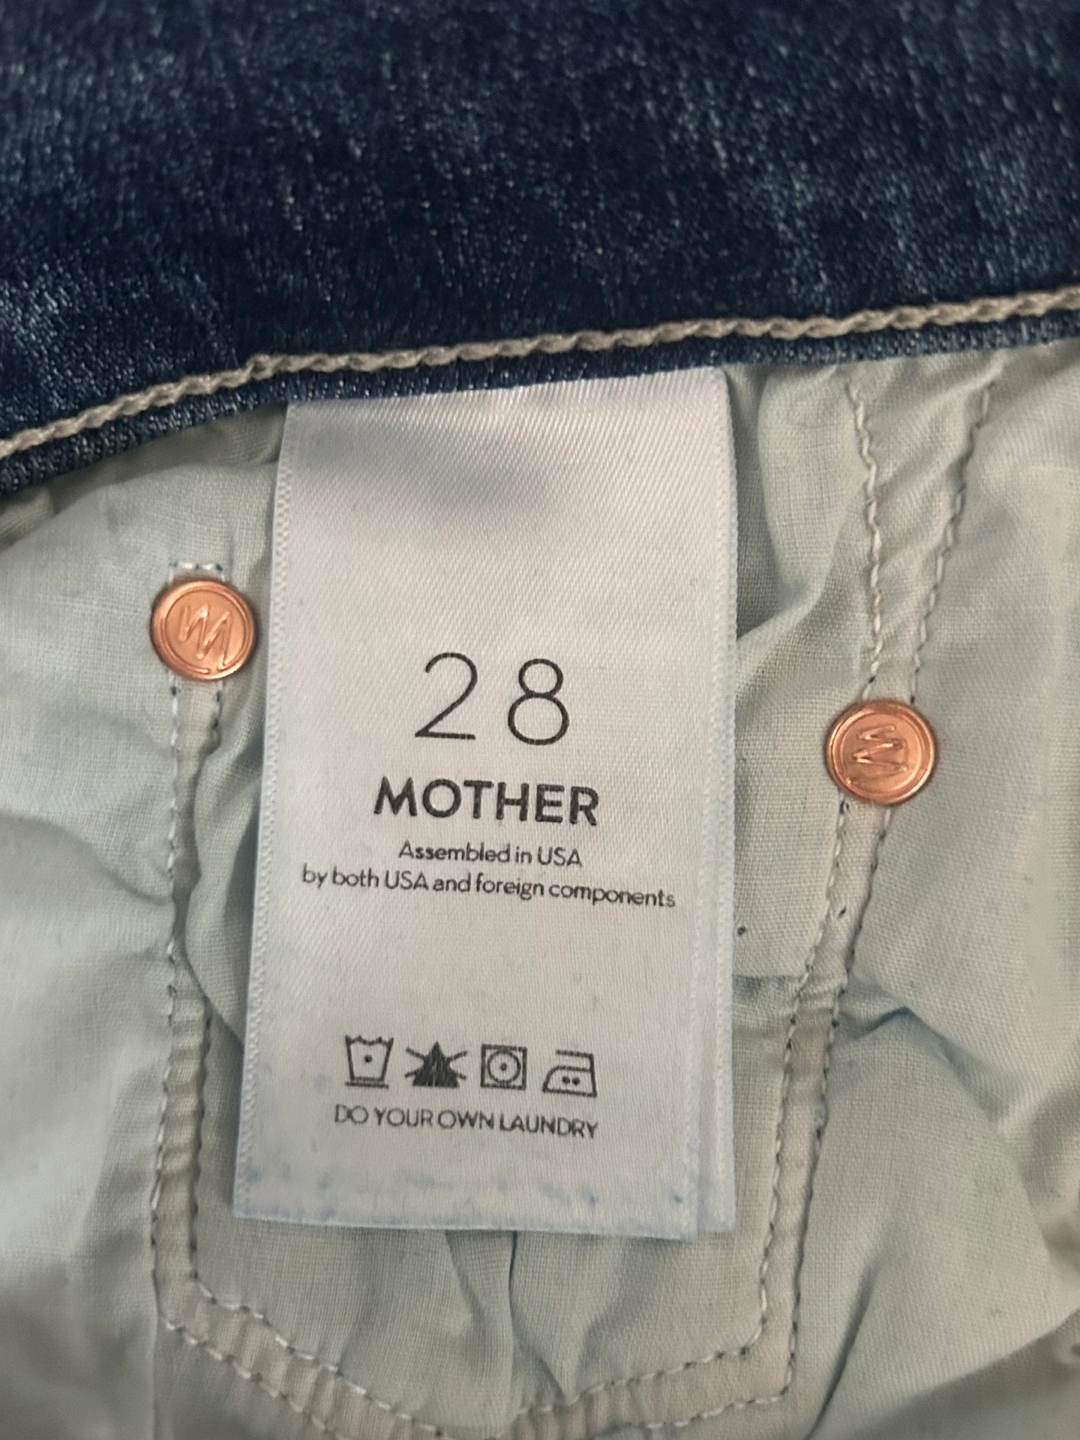 28
MOTHER
Assembled in USA
by both USA and foreign components
DO YOUR OWN LAUNDRY